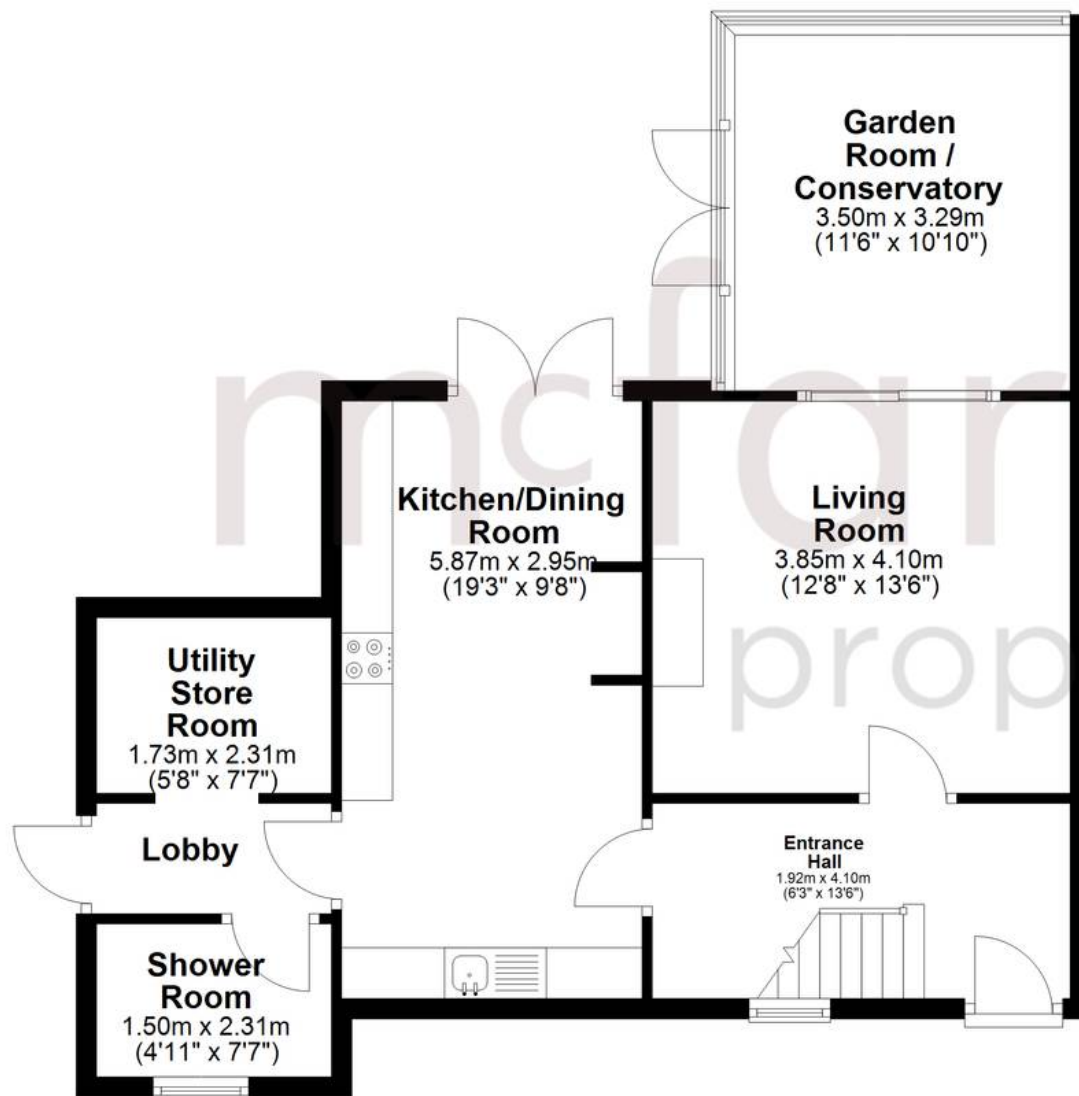 Garden
Room /
Conservatory
3.50m x 3.29m
(11'6" x 10'10")
mcfar
prop
Kitchen/Dining
Room
5.87m x 2.95m
(19'3" x 9'8")
Living
Room
3.85m x 4.10m
(12'8" x 13'6")
Utility
Store
Room
1.73m x 2.31m
(5'8" x 7'7")
Lobby
Entrance
Hall
1.92m x 4.10m
(6'3" x 13'6")
Shower
Room
1.50m x 2.31m
(4'11" x 7'7")